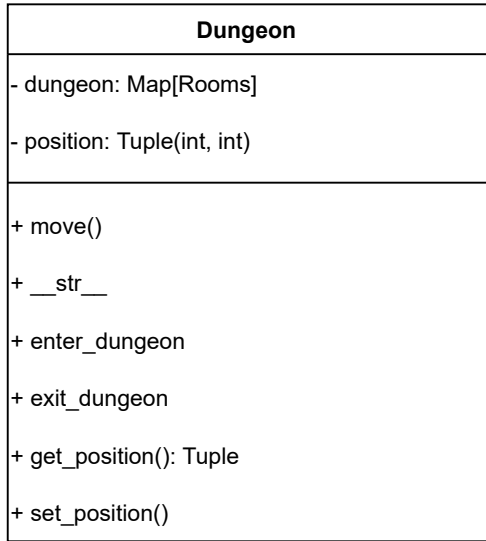 Dungeon
- dungeon: Map[Rooms]
- position: Tuple(int, int)
+ move()
+ __str__
+ enter_dungeon
+ exit_dungeon
+ get_position(): Tuple
+ set_position()